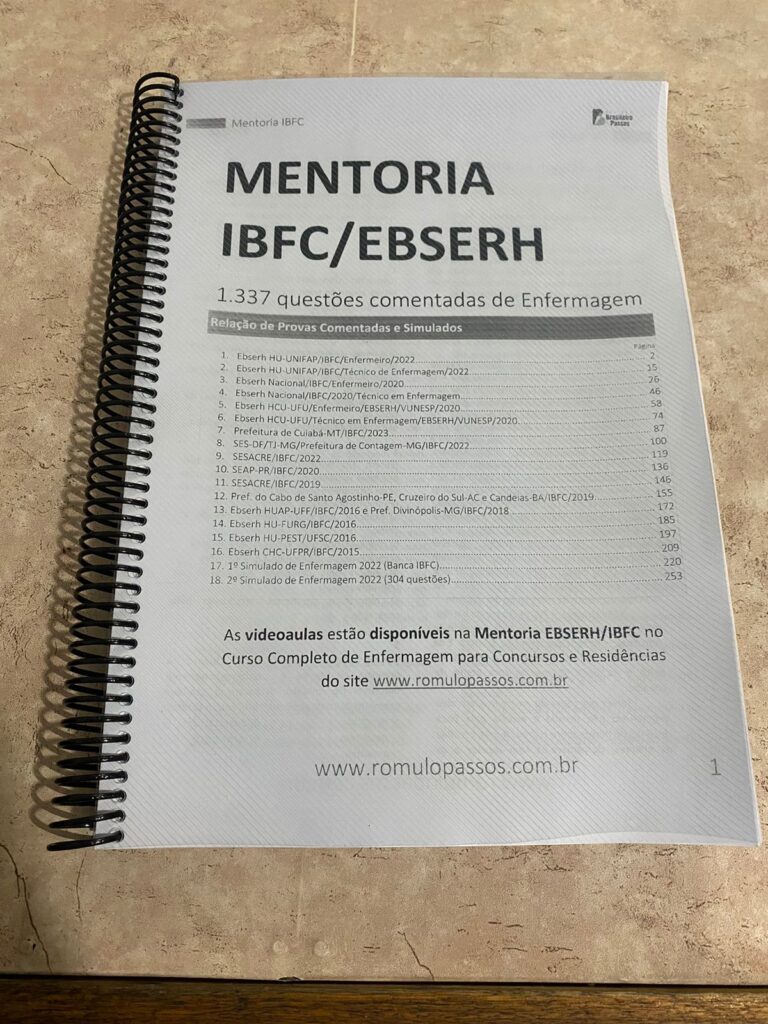 Mentoria IBFC
Brasileiro
Passos
MENTORIA
IBFC/EBSERH
1.337 questões comentadas de Enfermagem
Relação de Provas Comentadas e Simulados
Página
1. Ebserh HU-UNIFAP/IBFC/Enfermeiro/2022 2
2. Ebserh HU-UNIFAP/IBFC/Técnico de Enfermagem/2022 15
3. Ebserh Nacional/IBFC/Enfermeiro/2020 26
4. Ebserh Nacional/IBFC/2020/Técnico em Enfermagem 46
5. Ebserh HCU-UFU/Enfermeiro/EBSERH/VUNESP/2020 58
6. Ebserh HCU-UFU/Técnico em Enfermagem/EBSERH/VUNESP/2020 74
7. Prefeitura de Cuiabá-MT/IBFC/2023 87
8. SES-DF/TJ-MG/Prefeitura de Contagem-MG/IBFC/2022 100
9. SESACRE/IBFC/2022 119
10. SEAP-PR/IBFC/2020 136
11. SESACRE/IBFC/2019 146
12. Pref. do Cabo de Santo Agostinho-PE, Cruzeiro do Sul-AC e Candeias-BA/IBFC/2019 155
13. Ebserh HUAP-UFF/IBFC/2016 e Pref. Divinópolis-MG/IBFC/2018 172
14. Ebserh HU-FURG/IBFC/2016 185
15. Ebserh HU-PEST/UFSC/2016 197
16. Ebserh CHC-UFPR/IBFC/2015 209
17. 1º Simulado de Enfermagem 2022 (Banca IBFC) 220
18. 2º Simulado de Enfermagem 2022 (304 questões) 253
As videoaulas estão disponíveis na Mentoria EBSERH/IBFC no
Curso Completo de Enfermagem para Concursos e Residências
do site www.romulopassos.com.br
www.romulopassos.com.br
1